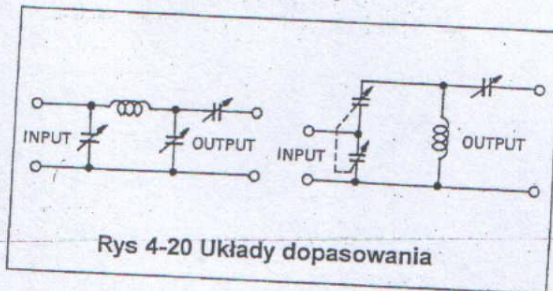 INPUT
OUTPUT
INPUT
OUTPUT
Rys 4-20 Układy dopasowania